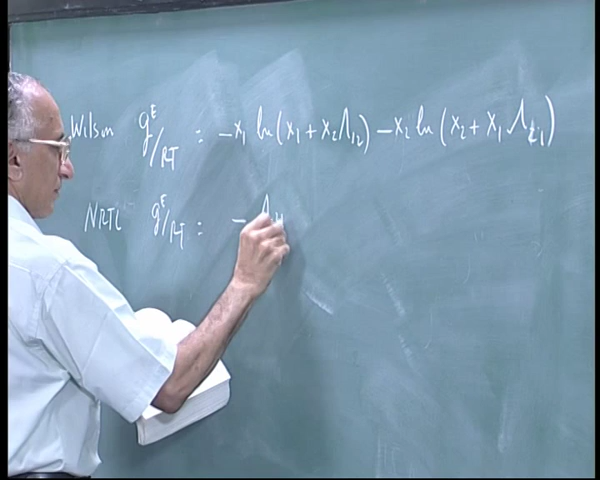 Wilson g^E/RT = -x₁ ln(x₁ + x₂Λ₁₂) - x₂ ln(x₂ + x₁Λ₂₁)
NRTL g^E/RT = -